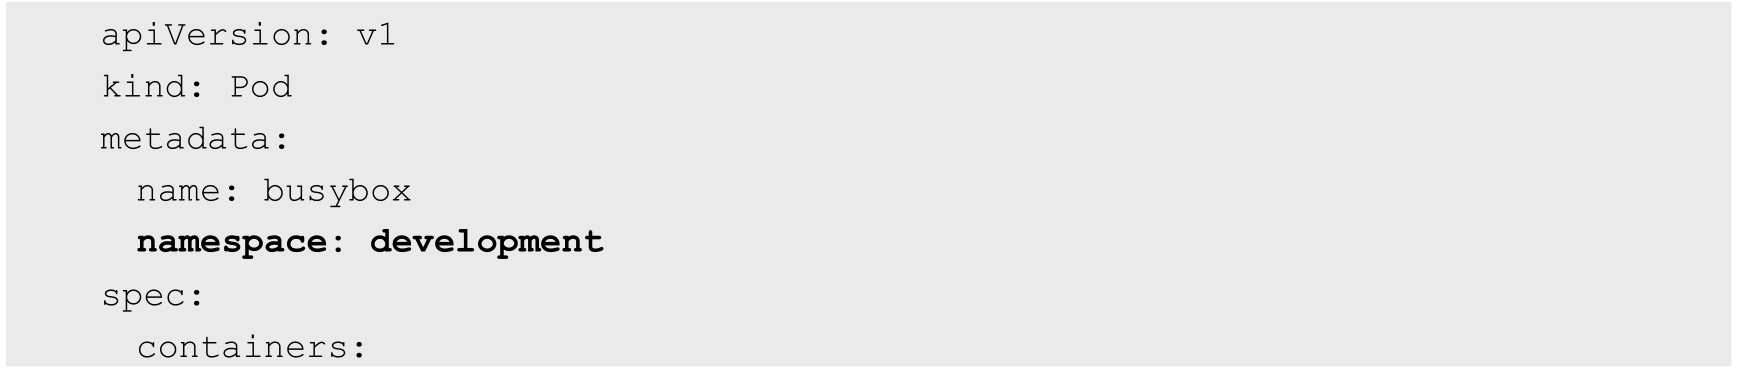 apiVersion: v1
kind: Pod
metadata:
  name: busybox
  namespace: development
spec:
  containers: